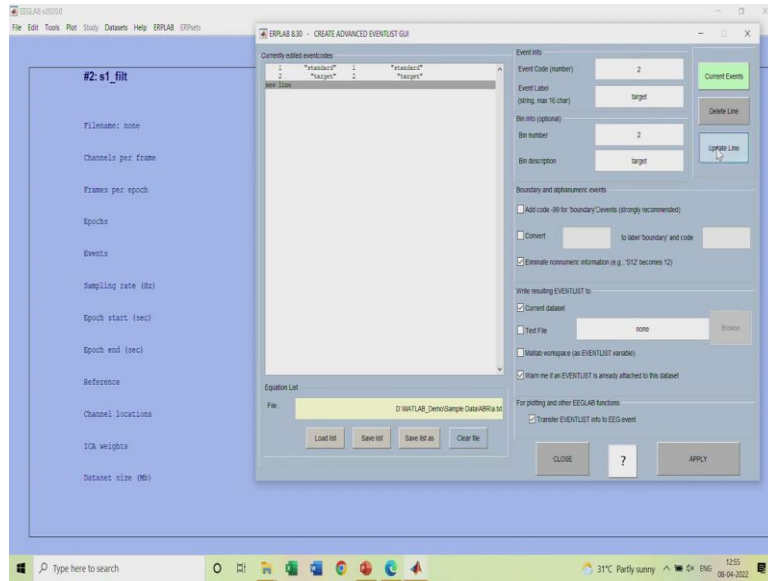 EEGLAB v2020.0
File Edit Tools Plot Study Datasets Help ERPLAB ERPsets
#2: s1_filt
Filename: none
Channels per frame
Frames per epoch
Epochs
Events
Sampling rate (Hz)
Epoch start (sec)
Epoch end (sec)
Reference
Channel locations
ICA weights
Dataset size (Mb)
ERPLAB 8.30 - CREATE ADVANCED EVENTLIST GUI
Currently edited eventcodes
1 "standard" 1 "standard"
2 "target" 2 "target"
new line
Equation List
File: D:\MATLAB_Demo\Sample Data\ABR\a.txt
Load list Save list Save list as Clear file
Event Info
Event Code (number) 2
Event Label
(string, max 16 char) target
Bin Info (optional)
Bin number 2
Bin description target
Current Events
Delete Line
Update Line
Boundary and alphanumeric events
Add code -99 for 'boundary' events (strongly recommended)
Convert to label 'boundary' and code
Eliminate nonnumeric information (e.g., 'S12' becomes 12)
Write resulting EVENTLIST to
Current dataset
Text File none Browse
Matlab workspace (as EVENTLIST variable)
Warn me if an EVENTLIST is already attached to this dataset
For plotting and other EEGLAB functions
Transfer EVENTLIST info to EEG event
CLOSE ? APPLY
Type here to search
31°C Partly sunny ENG 12:55
08-04-2022